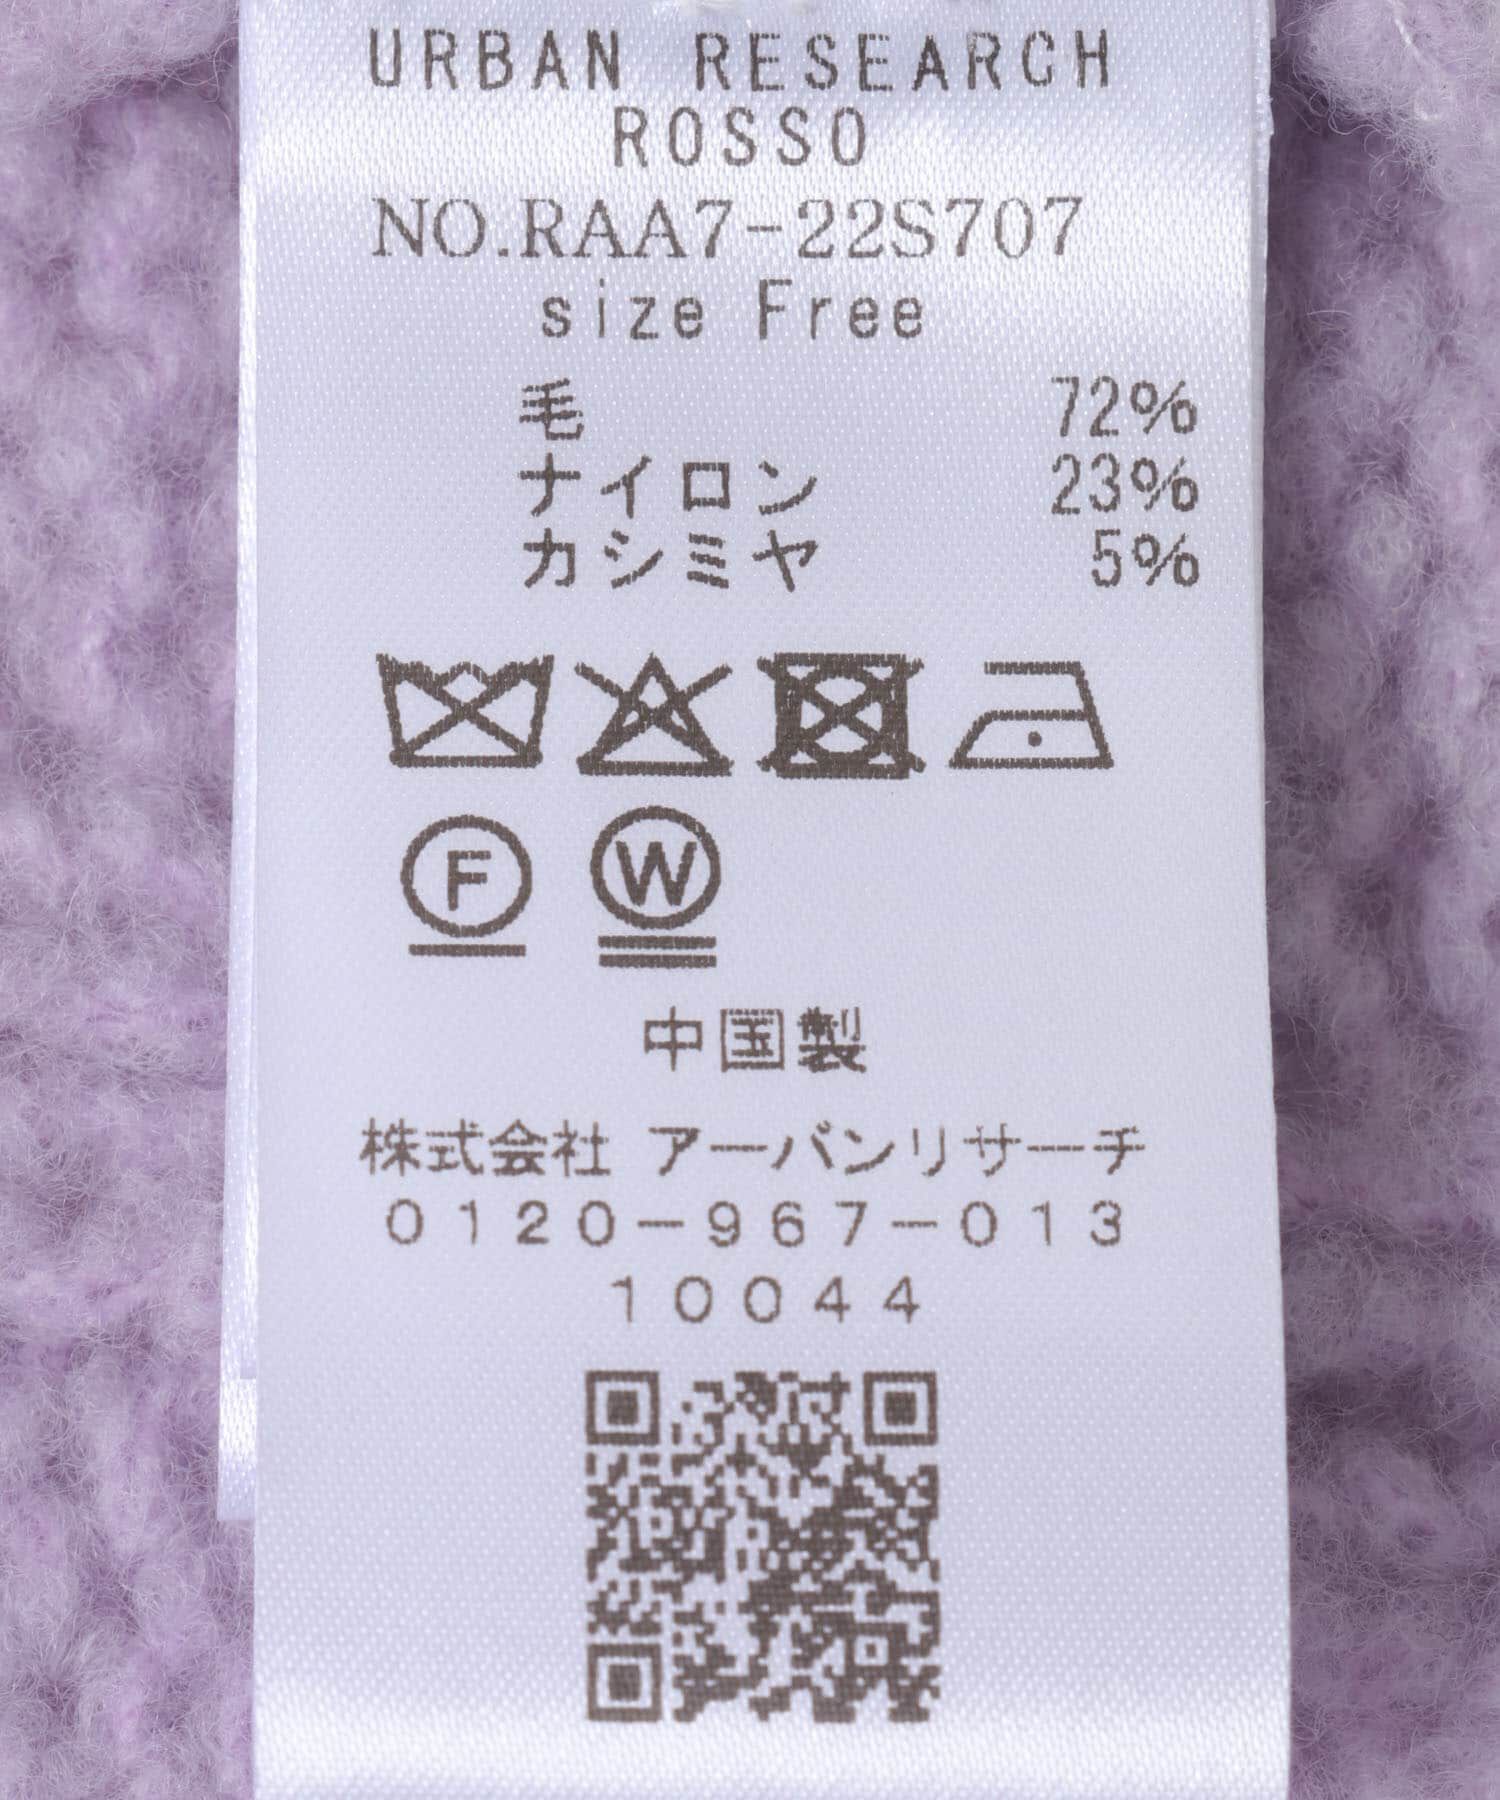 URBAN RESEARCH
ROSSO
NO.RAA7-22S707
size Free
毛 72%
ナイロン 23%
カシミヤ 5%
F W
中国製
株式会社 アーバンリサーチ
0120-967-013
10044